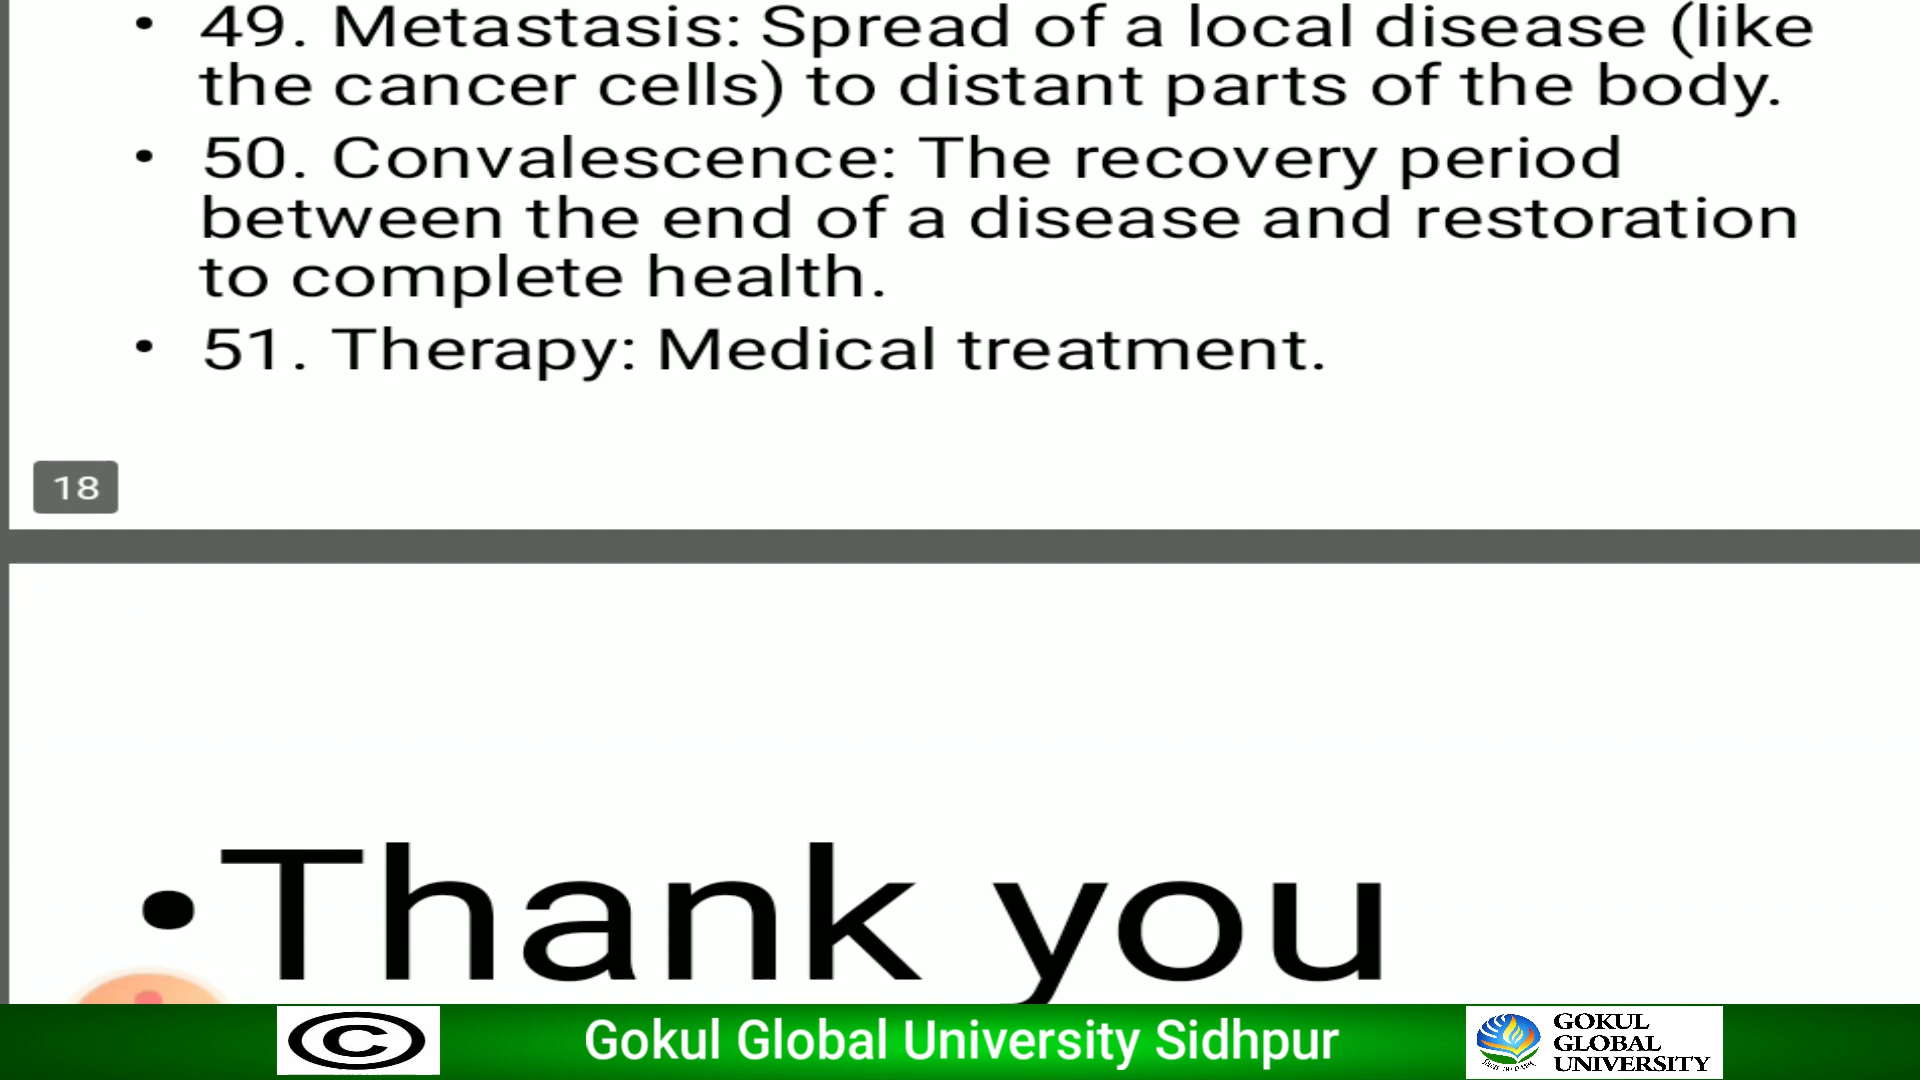 • 49. Metastasis: Spread of a local disease (like
the cancer cells) to distant parts of the body.
• 50. Convalescence: The recovery period
between the end of a disease and restoration
to complete health.
• 51. Therapy: Medical treatment.
18
•Thank you
©
Gokul Global University Sidhpur
GOKUL
GLOBAL
UNIVERSITY